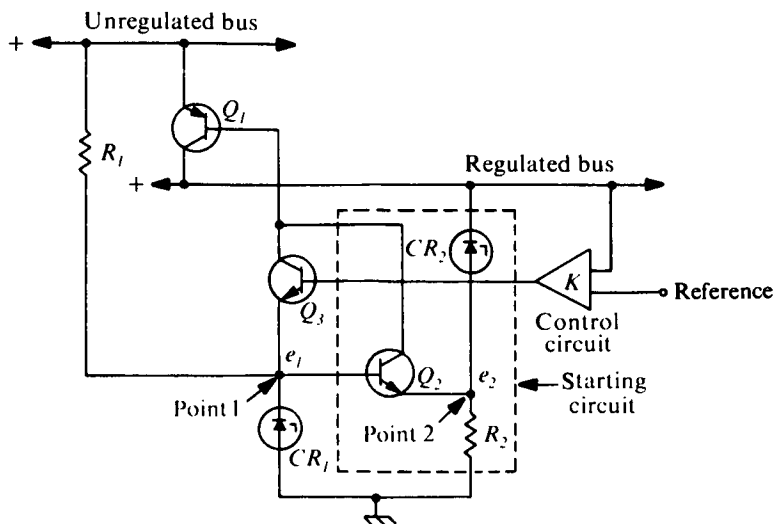 Unregulated bus
+
Q1
R1
Regulated bus
+
CR2
K
Reference
Q3
Control
circuit
e1
Q2
e2
Starting
circuit
Point 1
Point 2
R2
CR1